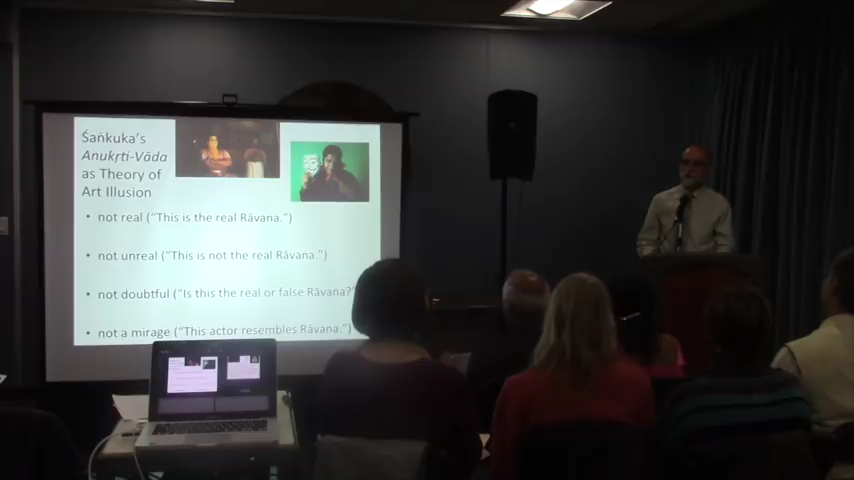 Śaṅkuka's
Anukṛti-Vāda
as Theory of
Art Illusion
• not real ("This is the real Rāvana.")
• not unreal ("This is not the real Rāvana.")
• not doubtful ("Is this the real or false Rāvana?"
• not a mirage ("This actor resembles Rāvana.")